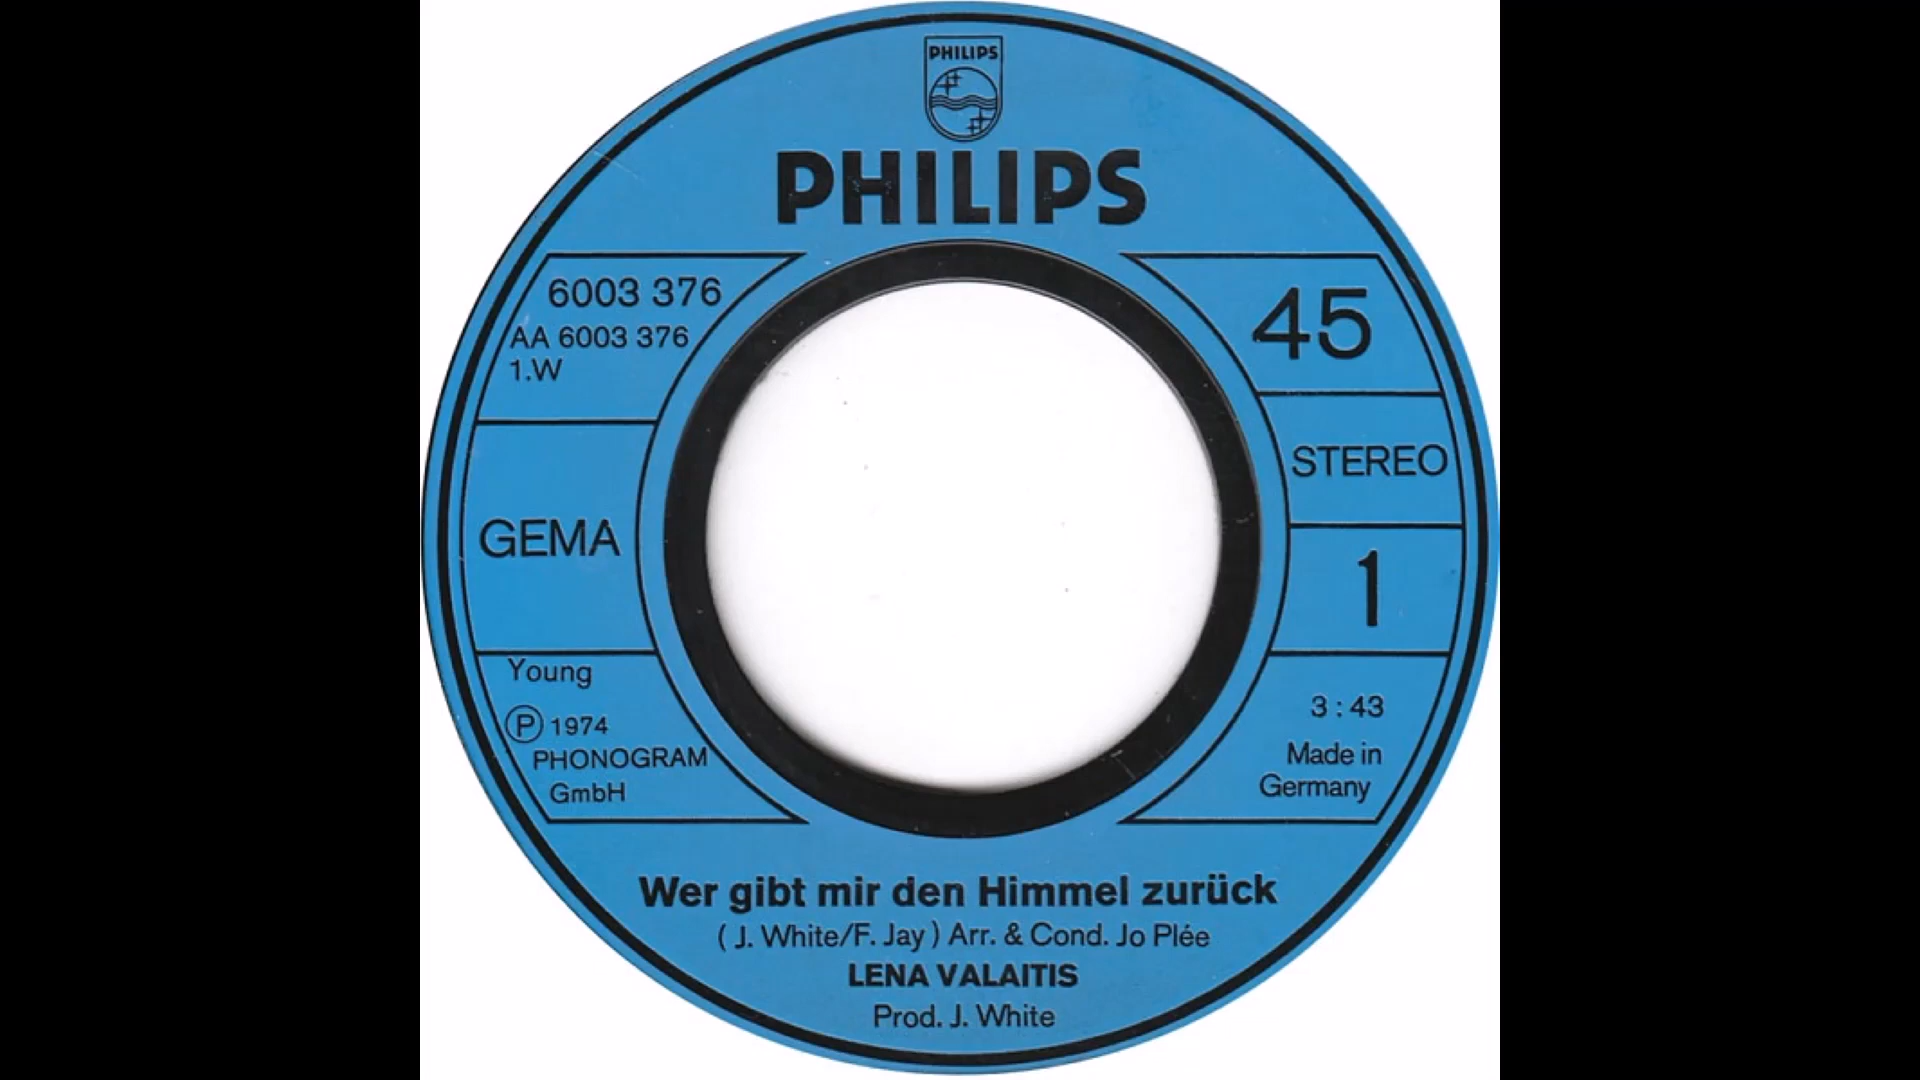 PHILIPS
PHILIPS
6003 376
AA 6003 376
1.W
GEMA
Young
Ⓟ 1974
PHONOGRAM
GmbH
45
STEREO
1
3 : 43
Made in
Germany
Wer gibt mir den Himmel zurück
( J. White/F. Jay ) Arr. & Cond. Jo Plée
LENA VALAITIS
Prod. J. White